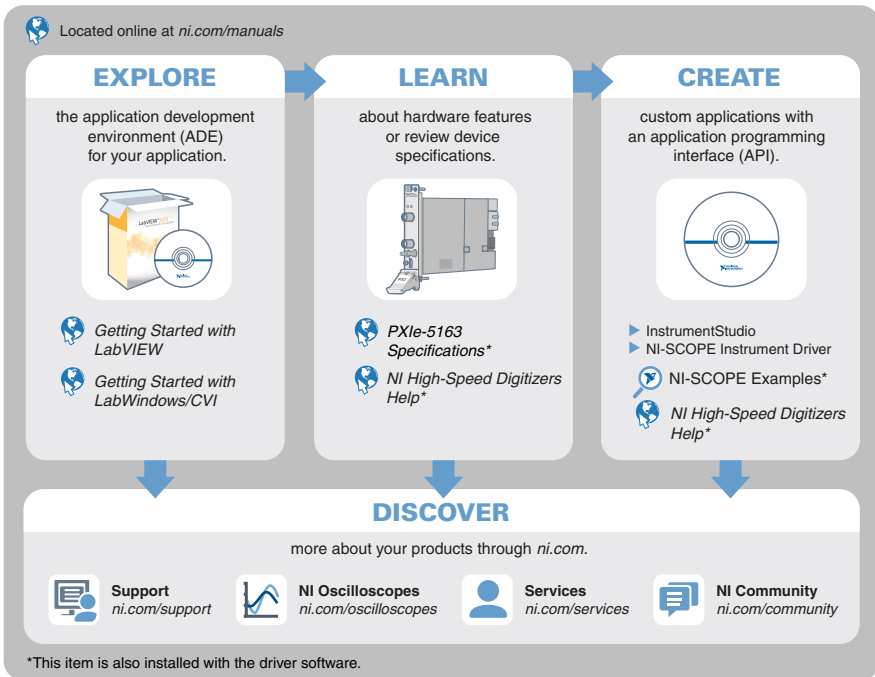 Located online at ni.com/manuals
EXPLORE
the application development
environment (ADE)
for your application.
LabVIEW
Getting Started with
LabVIEW
Getting Started with
LabWindows/CVI
LEARN
about hardware features
or review device
specifications.
PXIe-5163
Specifications*
NI High-Speed Digitizers
Help*
CREATE
custom applications with
an application programming
interface (API).
NATIONAL
INSTRUMENTS
InstrumentStudio
NI-SCOPE Instrument Driver
NI-SCOPE Examples*
NI High-Speed Digitizers
Help*
DISCOVER
more about your products through ni.com.
Support
ni.com/support
NI Oscilloscopes
ni.com/oscilloscopes
Services
ni.com/services
NI Community
ni.com/community
*This item is also installed with the driver software.